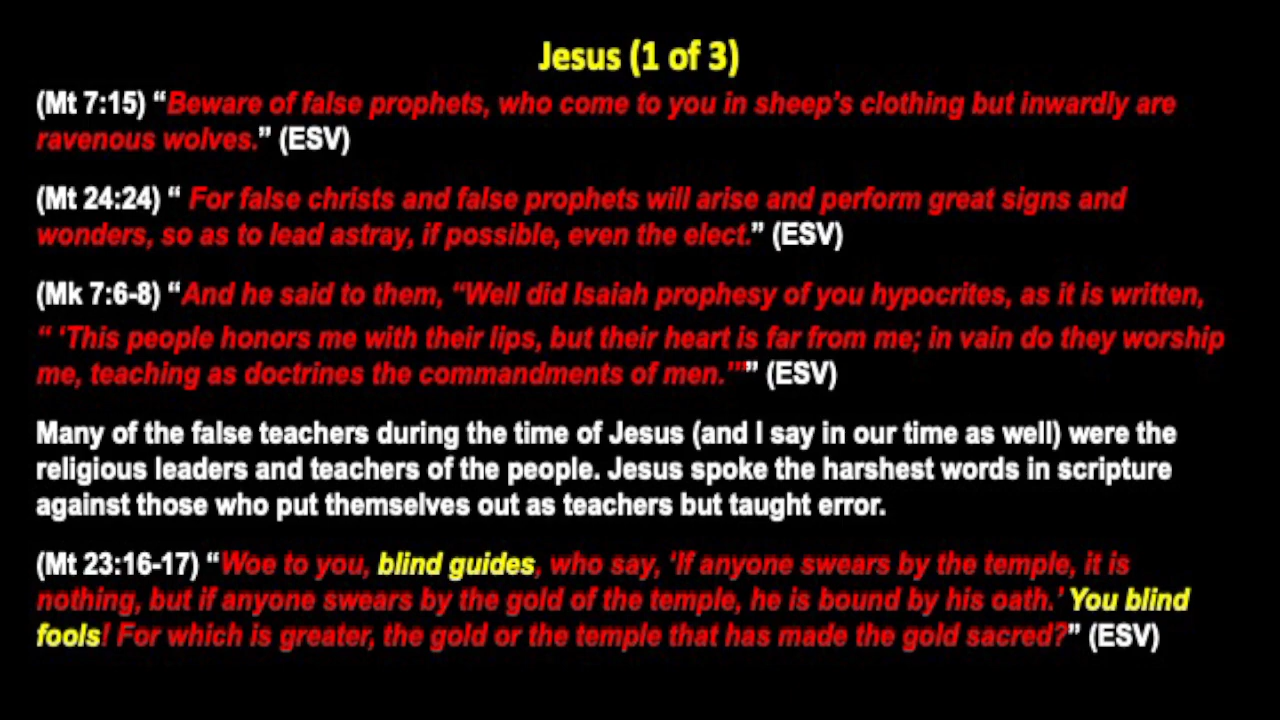 Jesus (1 of 3)
(Mt 7:15) “Beware of false prophets, who come to you in sheep’s clothing but inwardly are
ravenous wolves.” (ESV)
(Mt 24:24) “ For false christs and false prophets will arise and perform great signs and
wonders, so as to lead astray, if possible, even the elect.” (ESV)
(Mk 7:6-8) “And he said to them, “Well did Isaiah prophesy of you hypocrites, as it is written,
“ ‘This people honors me with their lips, but their heart is far from me; in vain do they worship
me, teaching as doctrines the commandments of men.’”” (ESV)
Many of the false teachers during the time of Jesus (and I say in our time as well) were the
religious leaders and teachers of the people. Jesus spoke the harshest words in scripture
against those who put themselves out as teachers but taught error.
(Mt 23:16-17) “Woe to you, blind guides, who say, ‘If anyone swears by the temple, it is
nothing, but if anyone swears by the gold of the temple, he is bound by his oath.’ You blind
fools! For which is greater, the gold or the temple that has made the gold sacred?” (ESV)